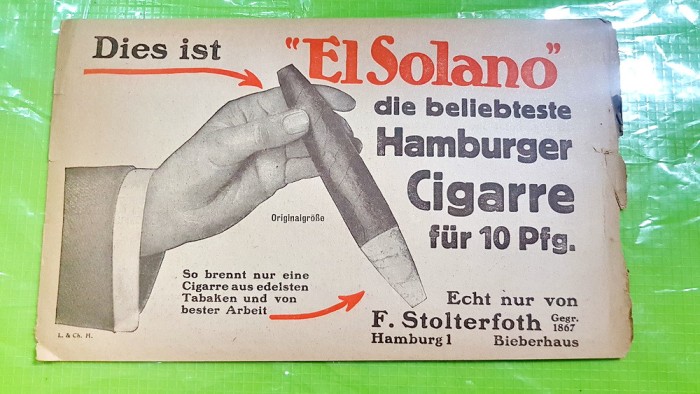 Dies ist "El Solano"
die beliebteste
Hamburger
Cigarre
für 10 Pfg.
Originalgröße
So brennt nur eine
Cigarre aus edelsten
Tabaken und von
bester Arbeit
Echt nur von
F. Stolterfoth Gegr. 1867
Hamburg 1 Bieberhaus
L. & Ch. H.